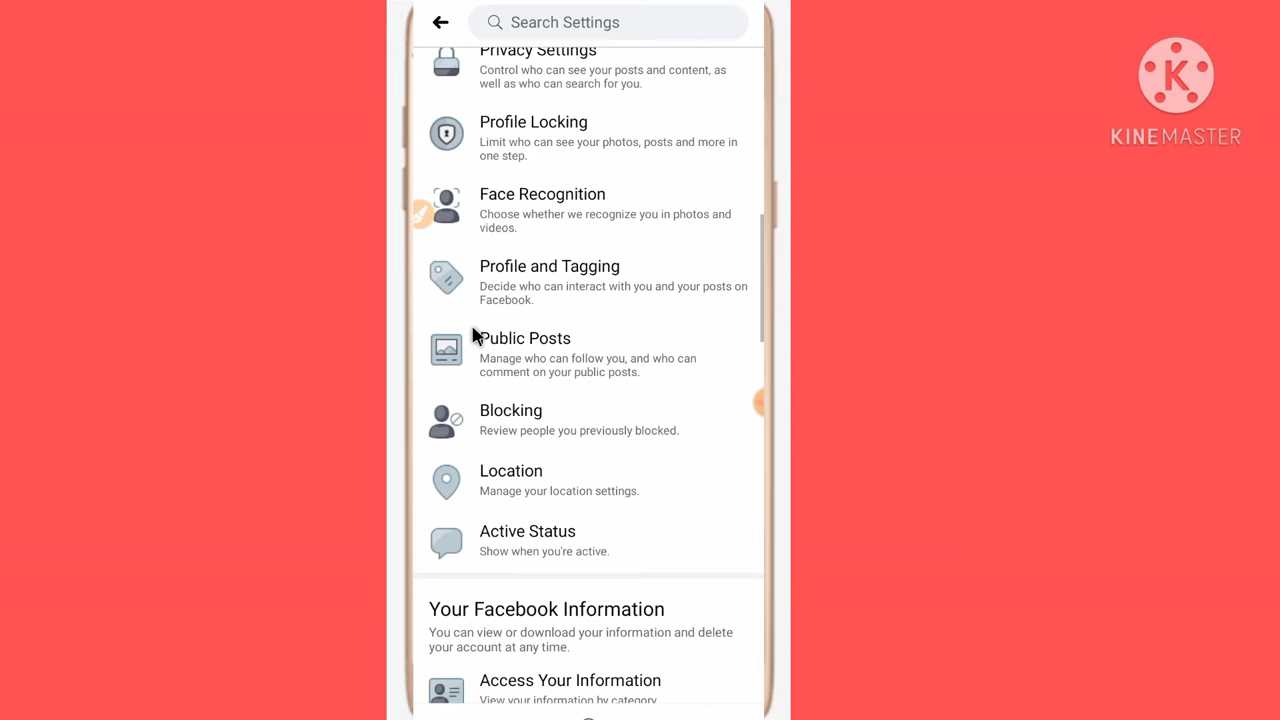 Search Settings
Privacy Settings
Control who can see your posts and content, as
well as who can search for you.
Profile Locking
Limit who can see your photos, posts and more in
one step.
Face Recognition
Choose whether we recognize you in photos and
videos.
Profile and Tagging
Decide who can interact with you and your posts on
Facebook.
Public Posts
Manage who can follow you, and who can
comment on your public posts.
Blocking
Review people you previously blocked.
Location
Manage your location settings.
Active Status
Show when you're active.
Your Facebook Information
You can view or download your information and delete
your account at any time.
Access Your Information
View your information by category.
K
KINEMASTER